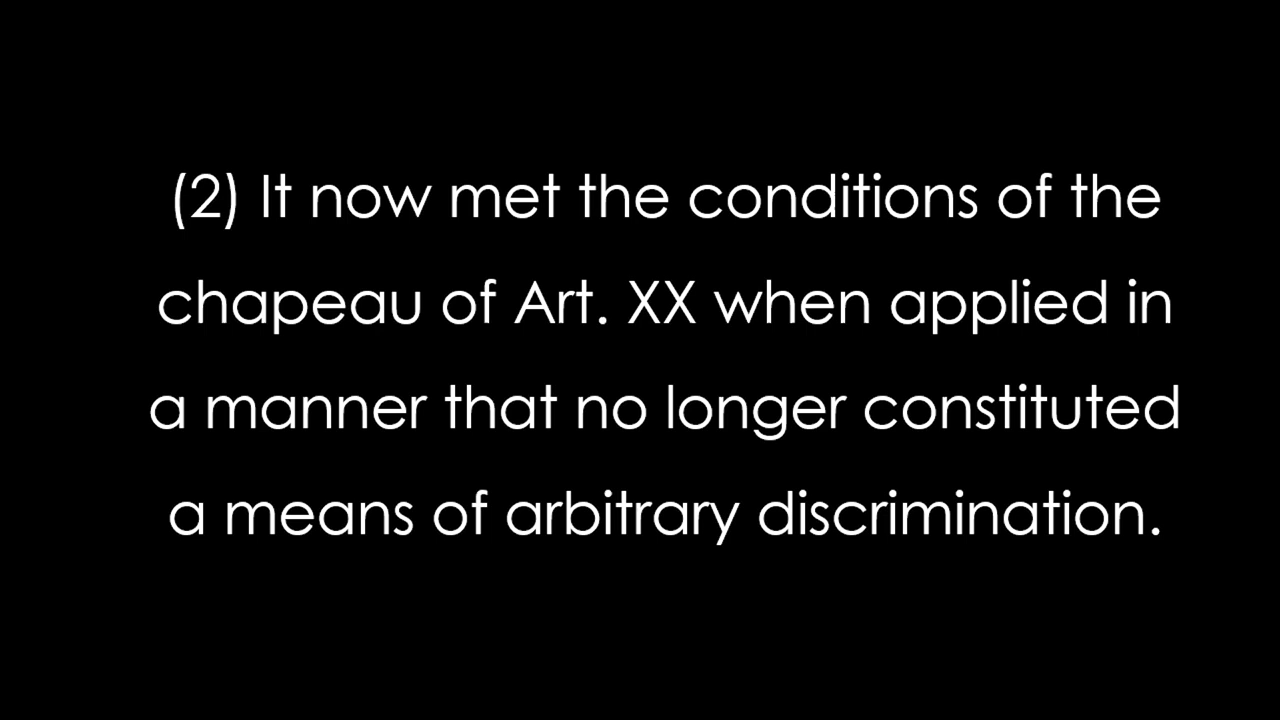 (2) It now met the conditions of the
chapeau of Art. XX when applied in
a manner that no longer constituted
a means of arbitrary discrimination.